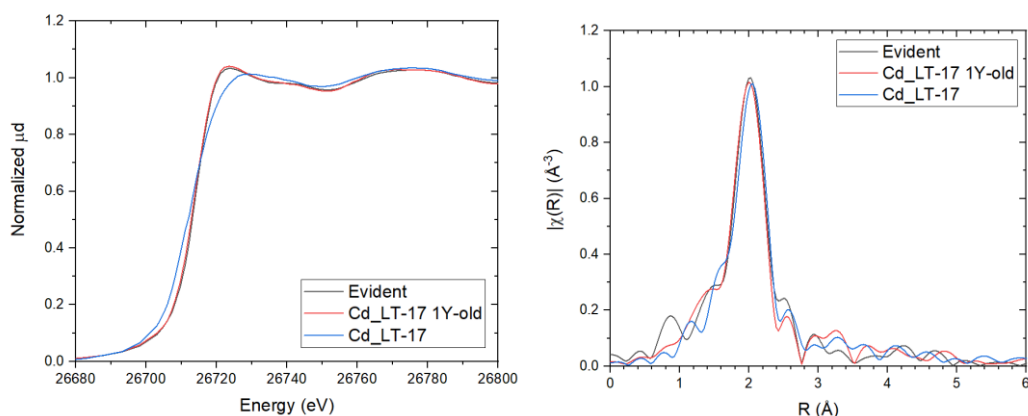 Normalized μd
1.2
1.0
0.8
0.6
0.4
0.2
0.0
26680 26700 26720 26740 26760 26780 26800
Energy (eV)
Evident
Cd_LT-17 1Y-old
Cd_LT-17
|χ(R)| (Å-3)
1.2
1.0
0.8
0.6
0.4
0.2
0.0
0 1 2 3 4 5 6
R (Å)
Evident
Cd_LT-17 1Y-old
Cd_LT-17